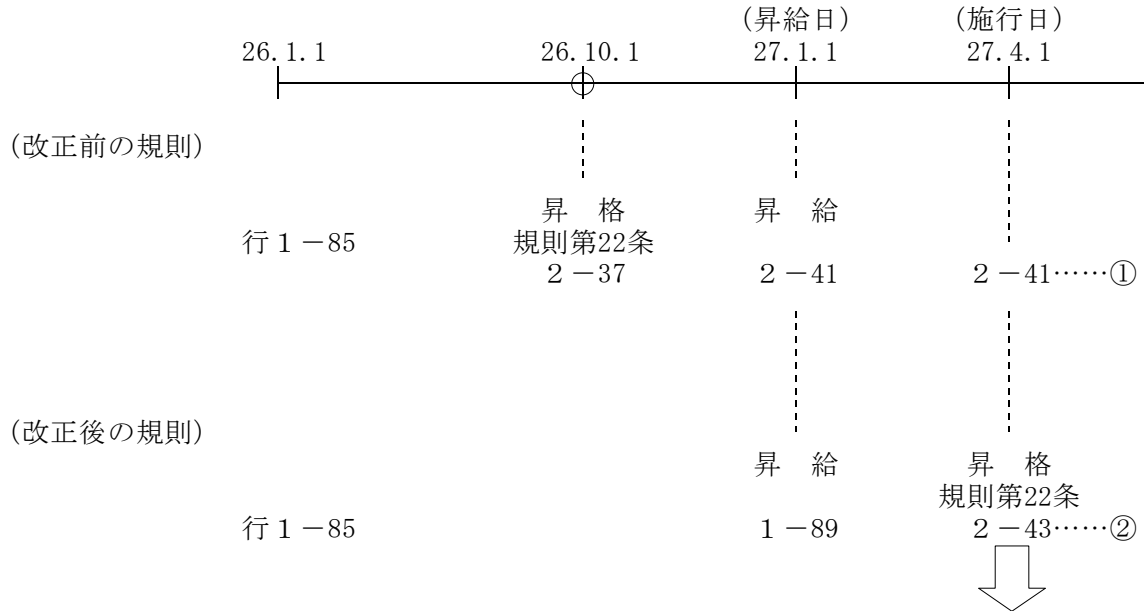 (昇給日) (施行日)
26.1.1 26.10.1 27.1.1 27.4.1
(改正前の規則)
昇 格 昇 給
行1-85 規則第22条
2-37 2-41 2-41……①
(改正後の規則)
昇 給 昇 格
規則第22条
行1-85 1-89 2-43……②